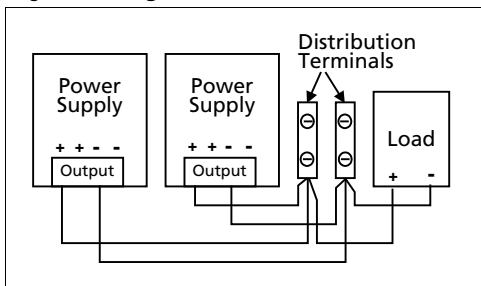 Distribution
Terminals
Power
Supply
+ + - -
Output
Power
Supply
+ + - -
Output
Load
+ -